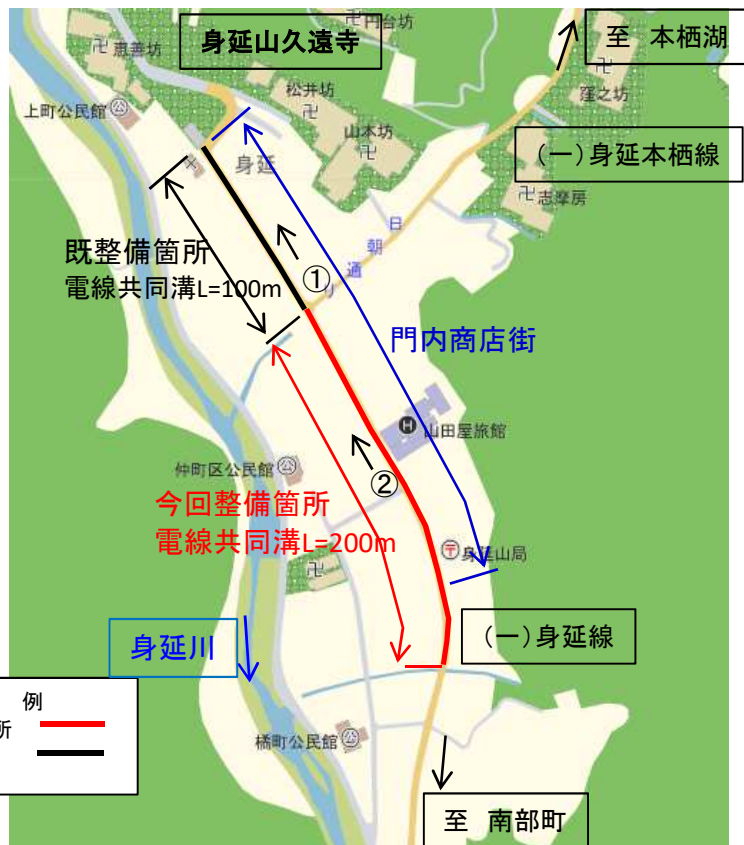 身延山久遠寺
至 本栖湖
円台坊
恵善坊
松井坊
窪之坊
上町公民館
山本坊
(一)身延本栖線
身延
志摩房
日朝通り
既整備箇所
電線共同溝L=100m
①
門内商店街
山田屋旅館
仲町区公民館
②
今回整備箇所
電線共同溝L=200m
身延山局
身延川
(一)身延線
例
所
橘町公民館
至 南部町